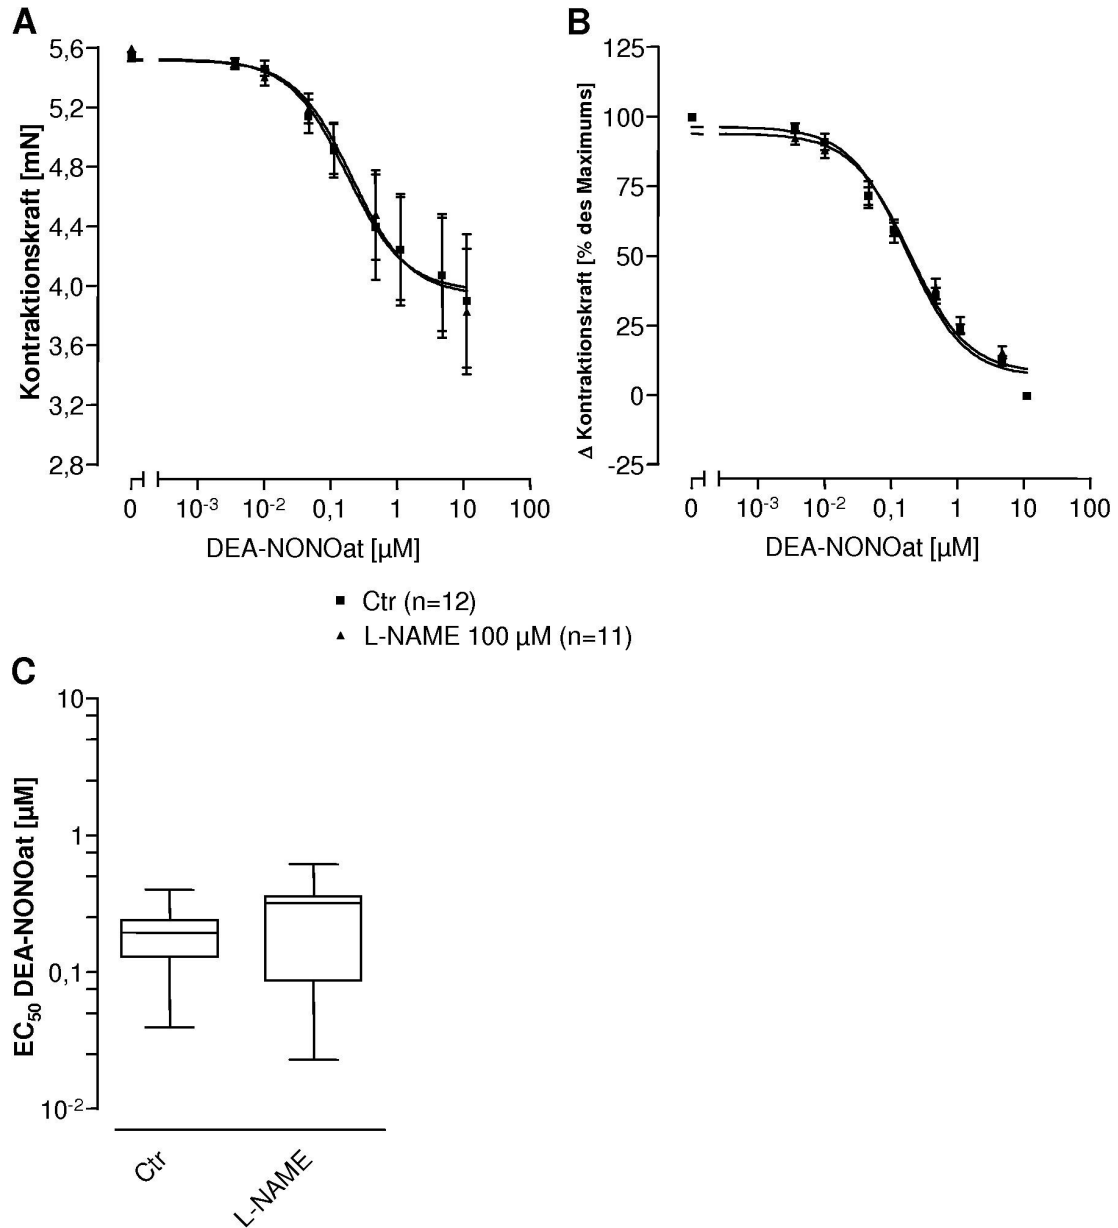 A
Kontraktionskraft [mN]
5,6
5,2
4,8
4,4
4,0
3,6
3,2
2,8
0 10-3 10-2 0,1 1 10 100
DEA-NONOat [µM]
B
Δ Kontraktionskraft [% des Maximums]
125
100
75
50
25
0
-25
0 10-3 10-2 0,1 1 10 100
DEA-NONOat [µM]
Ctr (n=12)
L-NAME 100 µM (n=11)
C
EC50 DEA-NONOat [µM]
10
1
0,1
10-2
Ctr
L-NAME